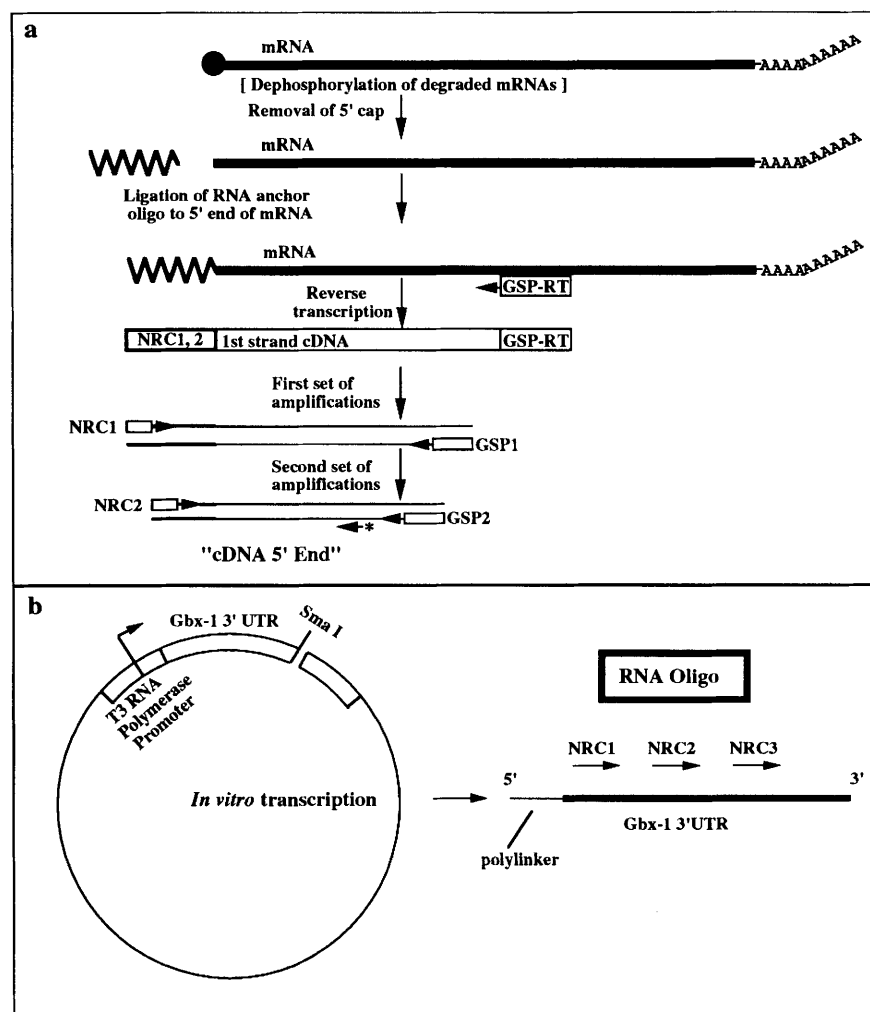 a
mRNA
AAAAAAAAAA
[ Dephosphorylation of degraded mRNAs ]
Removal of 5' cap
mRNA
AAAAAAAAAA
Ligation of RNA anchor
oligo to 5' end of mRNA
mRNA
AAAAAAAAAA
GSP-RT
Reverse
transcription
NRC1, 2
1st strand cDNA
GSP-RT
First set of
amplifications
NRC1
GSP1
Second set of
amplifications
NRC2
GSP2
*
"cDNA 5' End"
b
Gbx-1 3' UTR
Sma I
T3 RNA
Polymerase
Promoter
In vitro transcription
RNA Oligo
NRC1 NRC2 NRC3
5' 3'
Gbx-1 3'UTR
polylinker